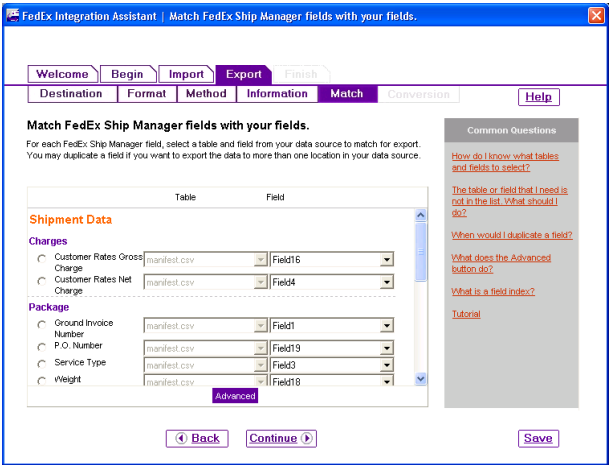 FedEx Integration Assistant | Match FedEx Ship Manager fields with your fields.
Welcome Begin Import Export Finish
Destination Format Method Information Match Conversion
Help
Match FedEx Ship Manager fields with your fields.
For each FedEx Ship Manager field, select a table and field from your data source to match for export.
You may duplicate a field if you want to export the data to more than one location in your data source.
Table Field
Shipment Data
Charges
Customer Rates Gross
Charge
manifest.csv Field16
Customer Rates Net
Charge
manifest.csv Field4
Package
Ground Invoice
Number
manifest.csv Field1
P.O. Number manifest.csv Field19
Service Type manifest.csv Field3
Weight manifest.csv Field18
Advanced
Common Questions
How do I know what tables
and fields to select?
The table or field that I need is
not in the list. What should I
do?
When would I duplicate a field?
What does the Advanced
button do?
What is a field index?
Tutorial
Back Continue Save